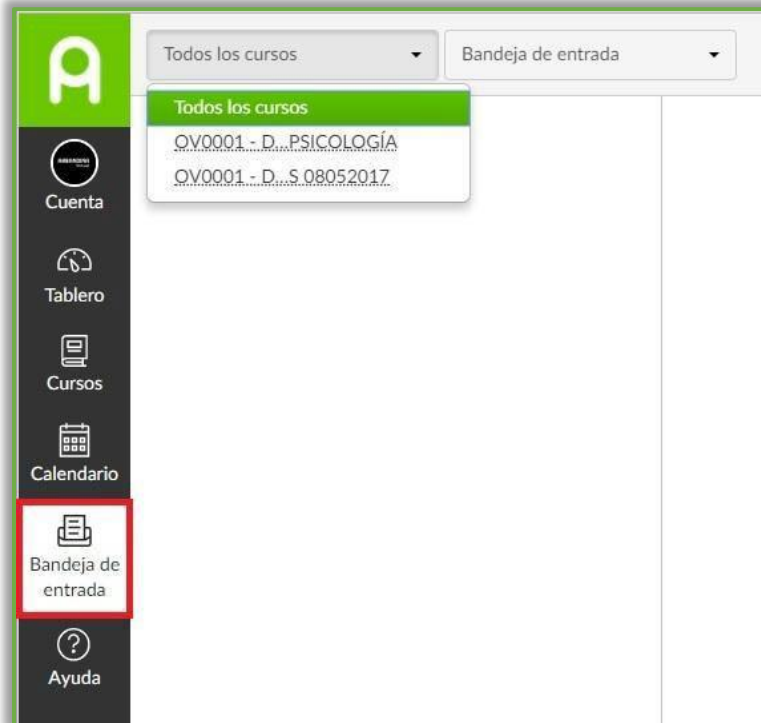 Todos los cursos
Bandeja de entrada
Todos los cursos
OV0001 - D...PSICOLOGÍA
OV0001 - D...S 08052017
Cuenta
Tablero
Cursos
Calendario
Bandeja de
entrada
Ayuda